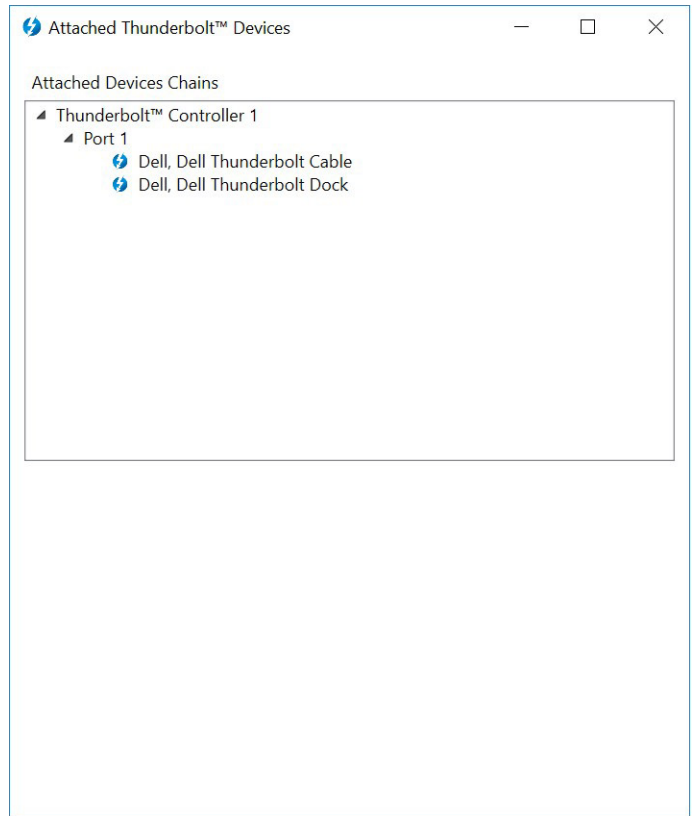 Attached Thunderbolt™ Devices
Attached Devices Chains
Thunderbolt™ Controller 1
Port 1
Dell, Dell Thunderbolt Cable
Dell, Dell Thunderbolt Dock